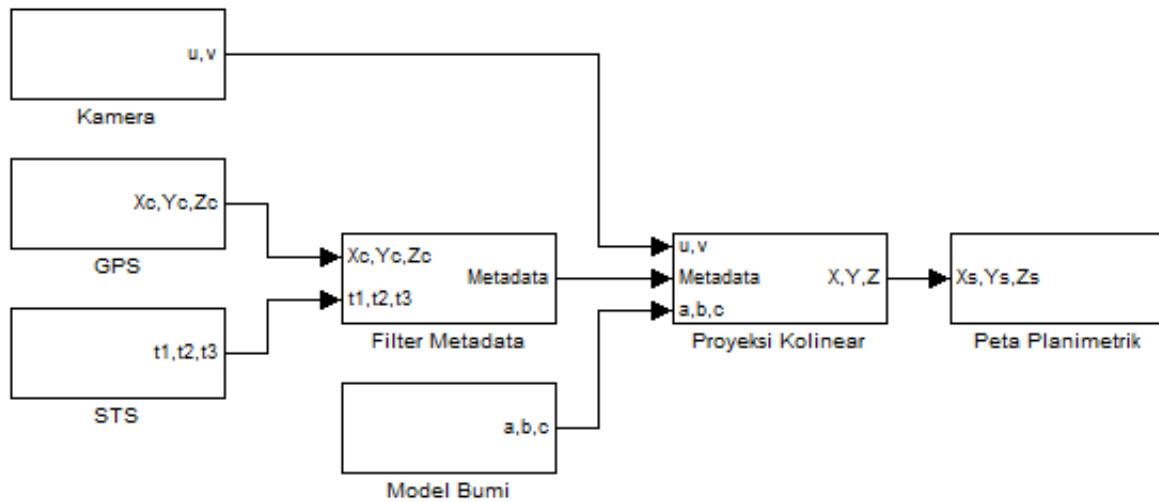 u,v
Kamera
Xc,Yc,Zc
GPS
t1,t2,t3
STS
Xc,Yc,Zc
Metadata
t1,t2,t3
Filter Metadata
a,b,c
Model Bumi
u,v
Metadata
X,Y,Z
a,b,c
Proyeksi Kolinear
Xs,Ys,Zs
Peta Planimetrik